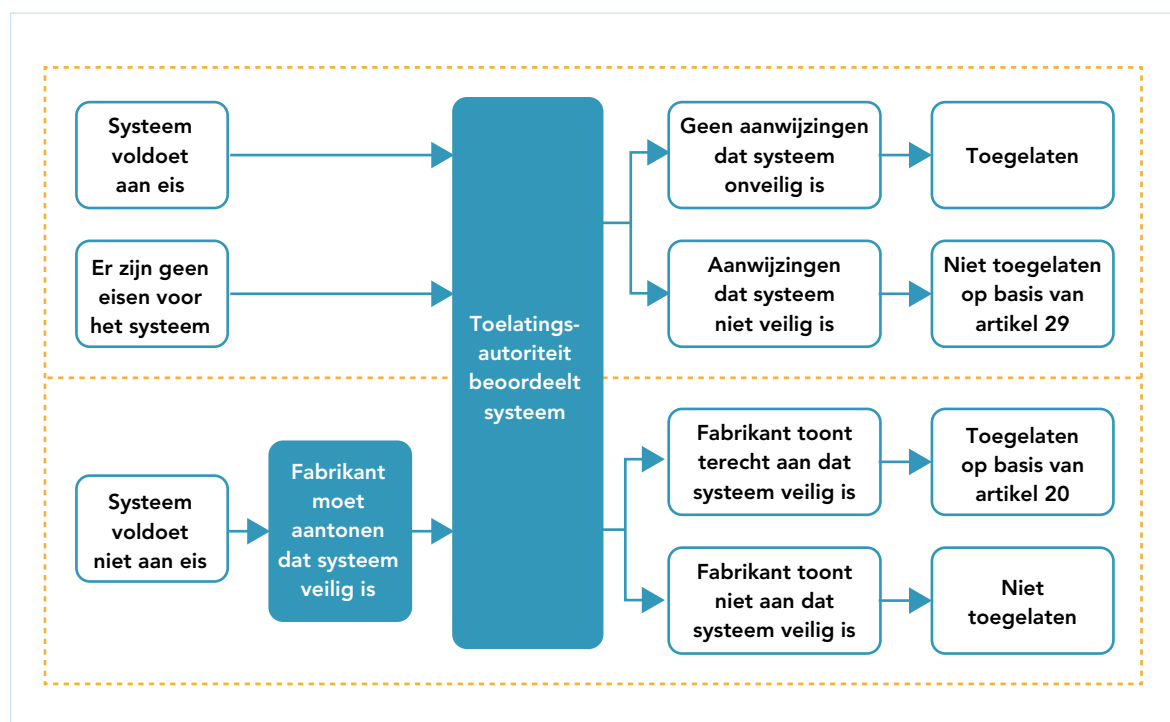 Systeem
voldoet
aan eis
Er zijn geen
eisen voor
het systeem
Toelatings-
autoriteit
beoordeelt
systeem
Geen aanwijzingen
dat systeem
onveilig is
Toegelaten
Aanwijzingen
dat systeem
niet veilig is
Niet toegelaten
op basis van
artikel 29
Systeem
voldoet
niet aan eis
Fabrikant
moet
aantonen
dat systeem
veilig is
Fabrikant toont
terecht aan dat
systeem veilig is
Toegelaten
op basis van
artikel 20
Fabrikant toont
niet aan dat
systeem veilig is
Niet
toegelaten